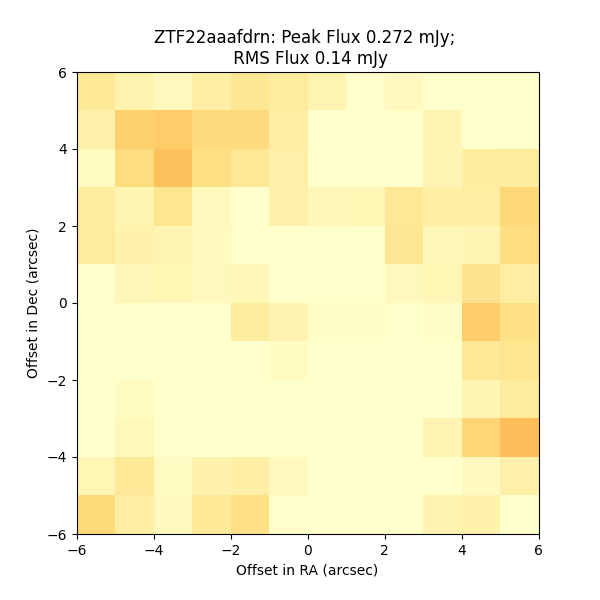 ZTF22aaafdrn: Peak Flux 0.272 mJy;
RMS Flux 0.14 mJy
6
4
2
0
−2
−4
−6
Offset in Dec (arcsec)
−6 −4 −2 0 2 4 6
Offset in RA (arcsec)